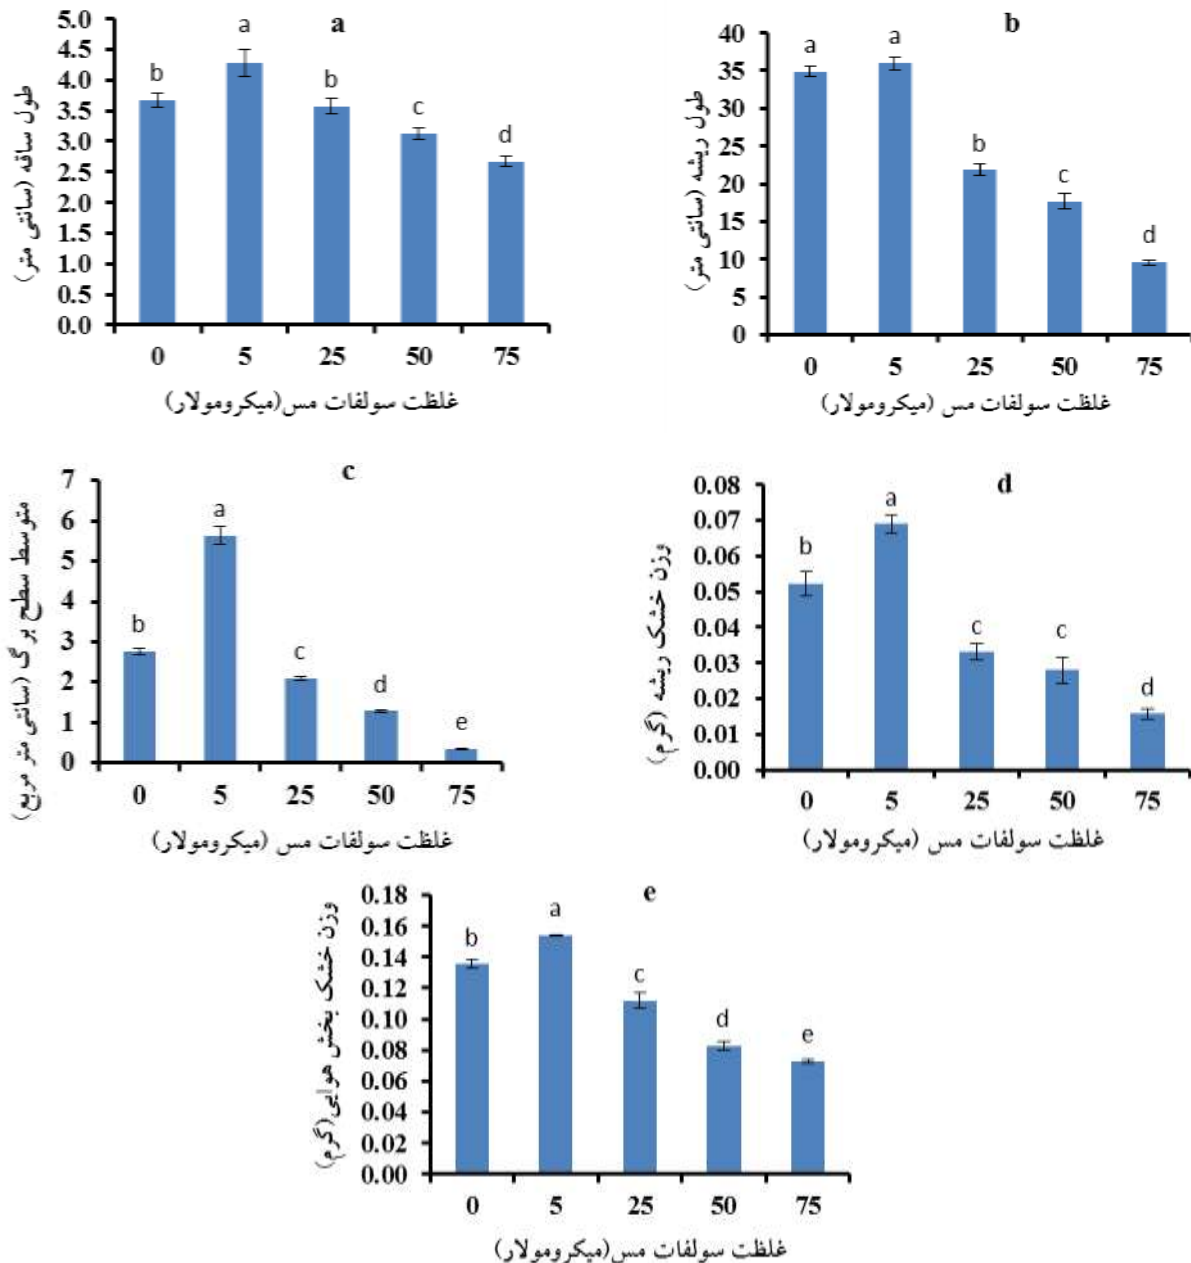 a
طول ساقه (سانتی متر)
5.0
4.5
4.0
3.5
3.0
2.5
2.0
1.5
1.0
0.5
0.0
b
a
b
c
d
0 5 25 50 75
غلظت سولفات مس(میکرومولار)
b
طول ریشه (سانتی متر)
40
35
30
25
20
15
10
5
0
a
a
b
c
d
0 5 25 50 75
غلظت سولفات مس (میکرومولار)
c
متوسط سطح برگ (سانتی متر مربع)
7
6
5
4
3
2
1
0
b
a
c
d
e
0 5 25 50 75
غلظت سولفات مس (میکرومولار)
d
وزن خشک ریشه (گرم)
0.08
0.07
0.06
0.05
0.04
0.03
0.02
0.01
0.00
b
a
c
c
d
0 5 25 50 75
غلظت سولفات مس (میکرومولار)
e
وزن خشک بخش هوایی(گرم)
0.18
0.16
0.14
0.12
0.10
0.08
0.06
0.04
0.02
0.00
b
a
c
d
e
0 5 25 50 75
غلظت سولفات مس(میکرومولار)